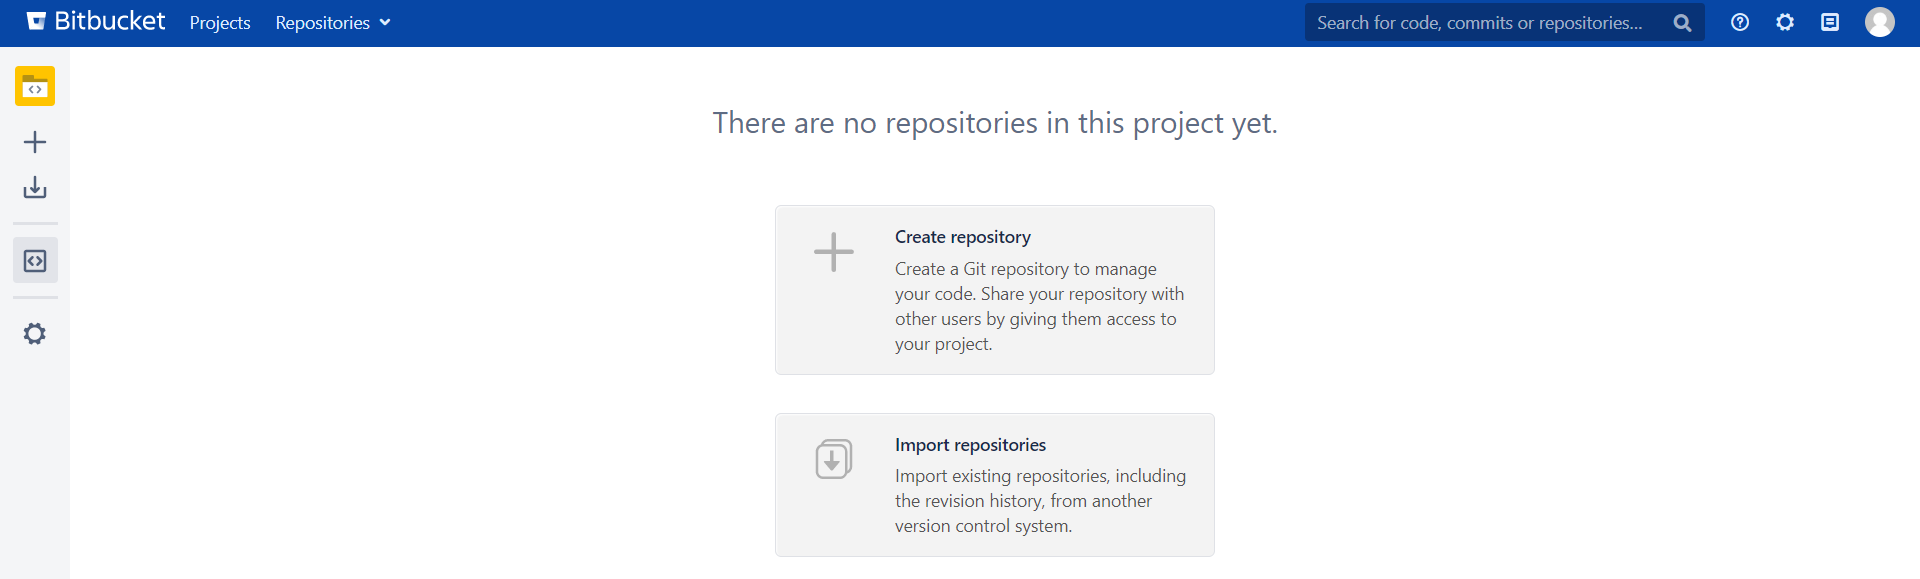 Bitbucket Projects Repositories Search for code, commits or repositories...
There are no repositories in this project yet.
Create repository
Create a Git repository to manage
your code. Share your repository with
other users by giving them access to
your project.
Import repositories
Import existing repositories, including
the revision history, from another
version control system.